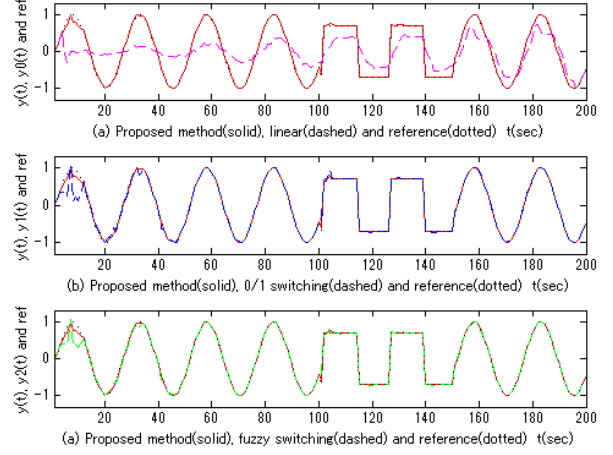 y(t), y0(t) and ref
1
0
-1
20 40 60 80 100 120 140 160 180 200
(a) Proposed method(solid), linear(dashed) and reference(dotted) t(sec)
y(t), y1(t) and ref
1
0
-1
20 40 60 80 100 120 140 160 180 200
(b) Proposed method(solid), 0/1 switching(dashed) and reference(dotted) t(sec)
y(t), y2(t) and ref
1
0
-1
20 40 60 80 100 120 140 160 180 200
(a) Proposed method(solid), fuzzy switching(dashed) and reference(dotted) t(sec)